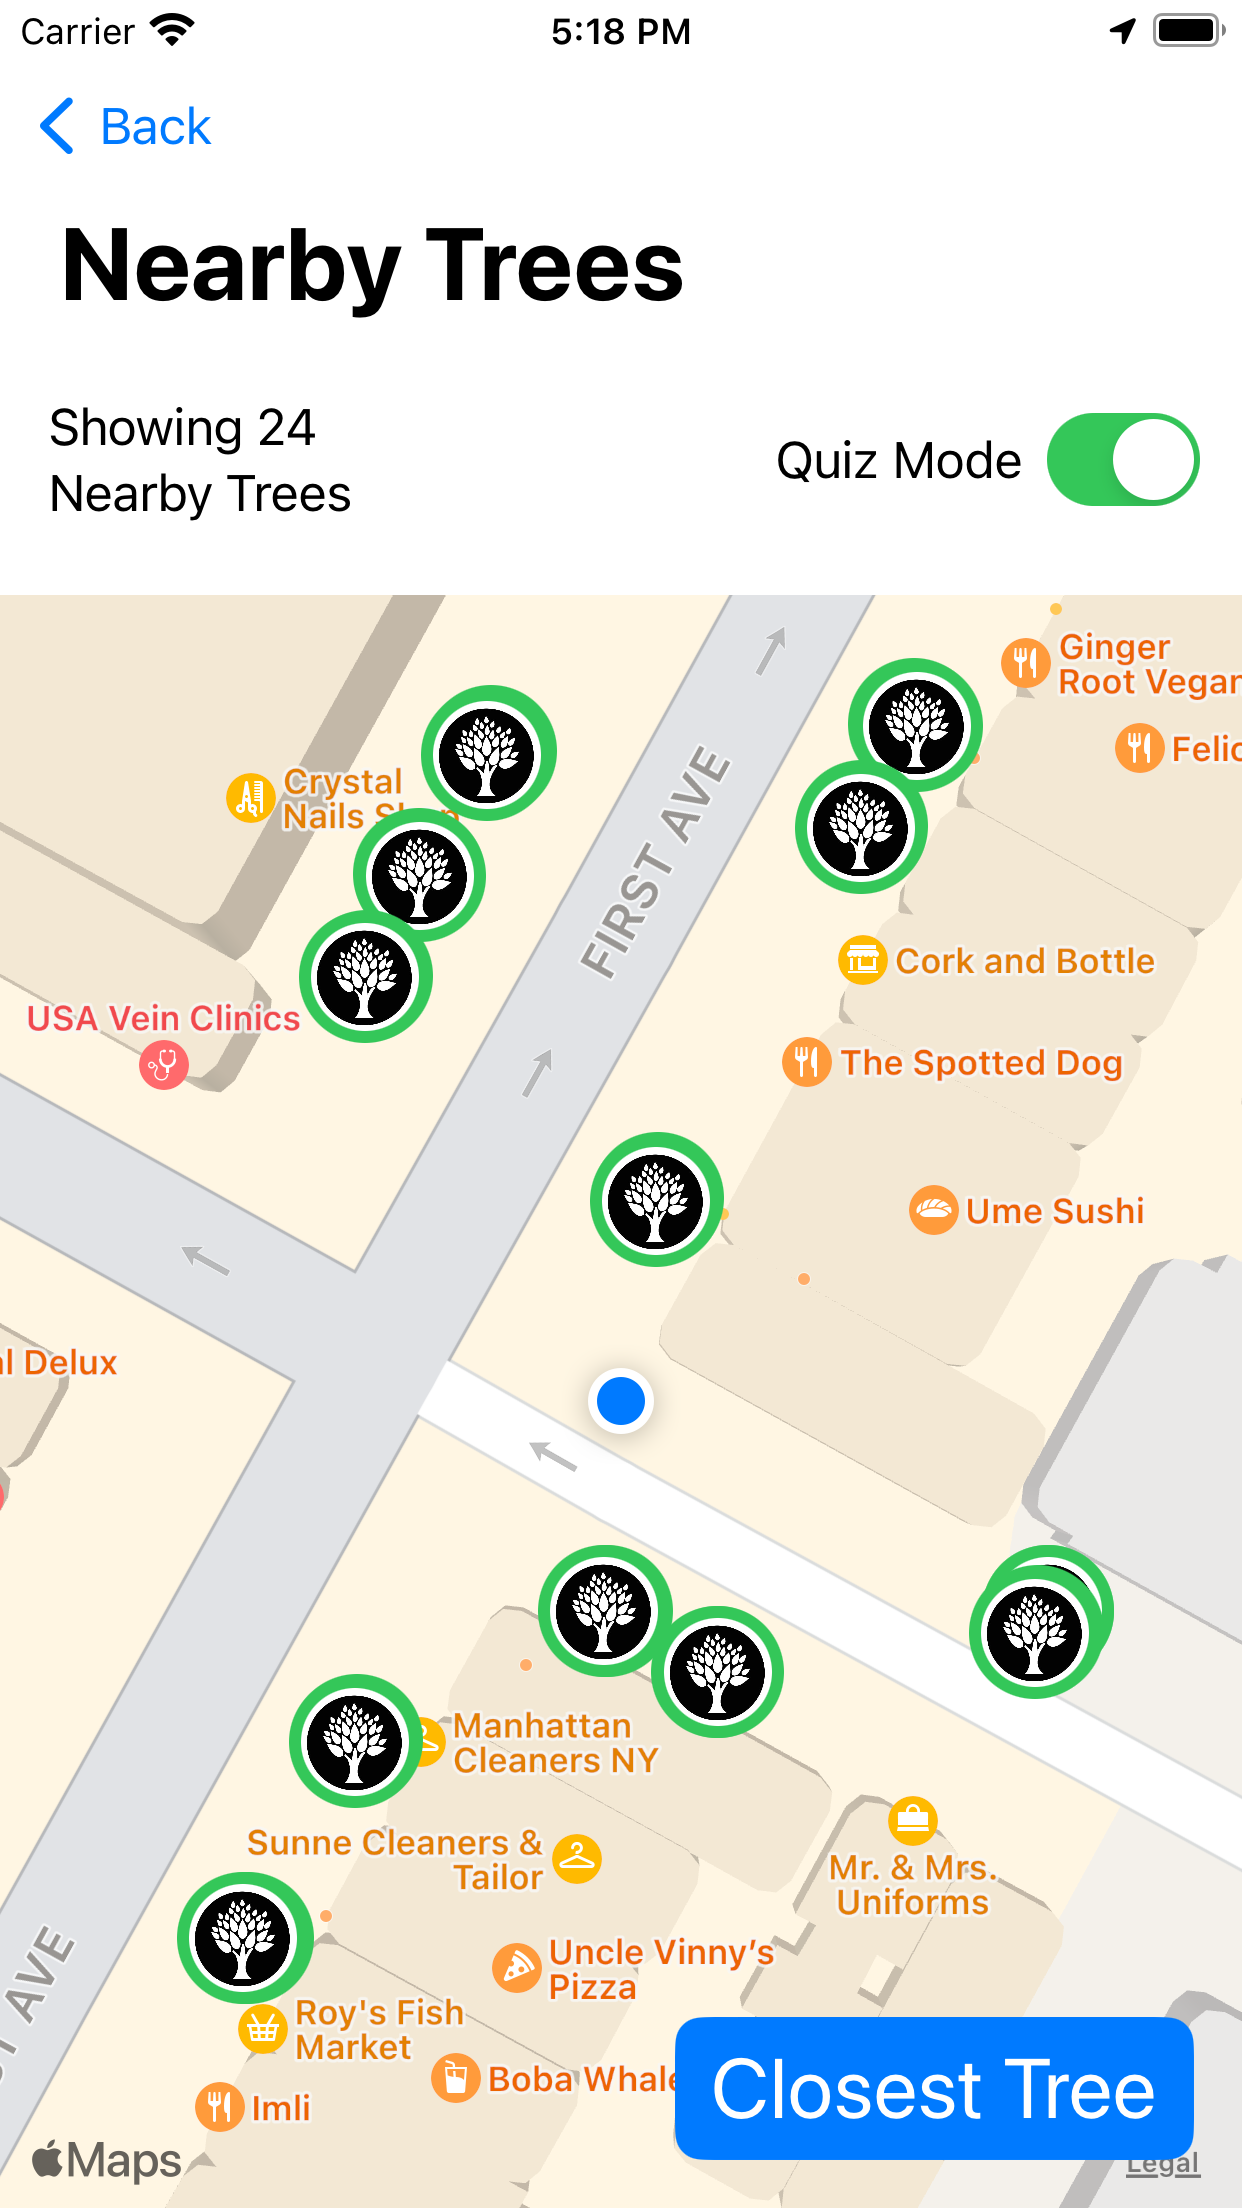 Carrier
5:18 PM
Back
Nearby Trees
Showing 24
Nearby Trees
Quiz Mode
Ginger
Root Vegan
FIRST AVE
Crystal
Nails Shop
Cork and Bottle
USA Vein Clinics
The Spotted Dog
Ume Sushi
Delux
Manhattan
Cleaners NY
Sunne Cleaners &
Tailor
Mr. & Mrs.
Uniforms
AVE
Uncle Vinny's
Pizza
Roy's Fish
Market
Boba Whale
Imli
Closest Tree
Maps
Legal